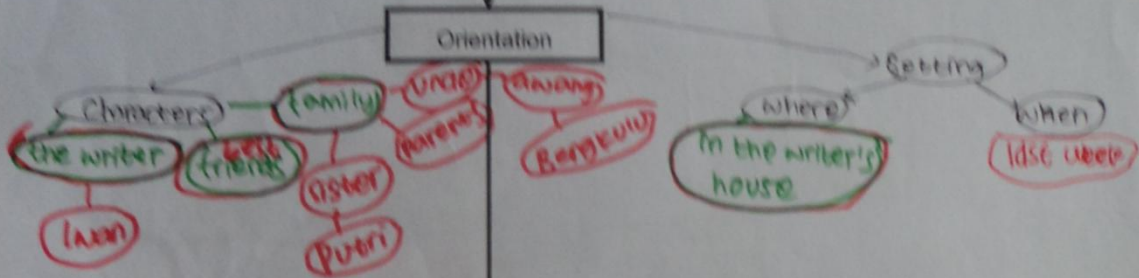 Orientation
Setting
Characters
family
uncle
awang
where
when
the writer
best
friends
parents
Bengkulu
in the writer's
house
last week
sister
Iwan
Putri